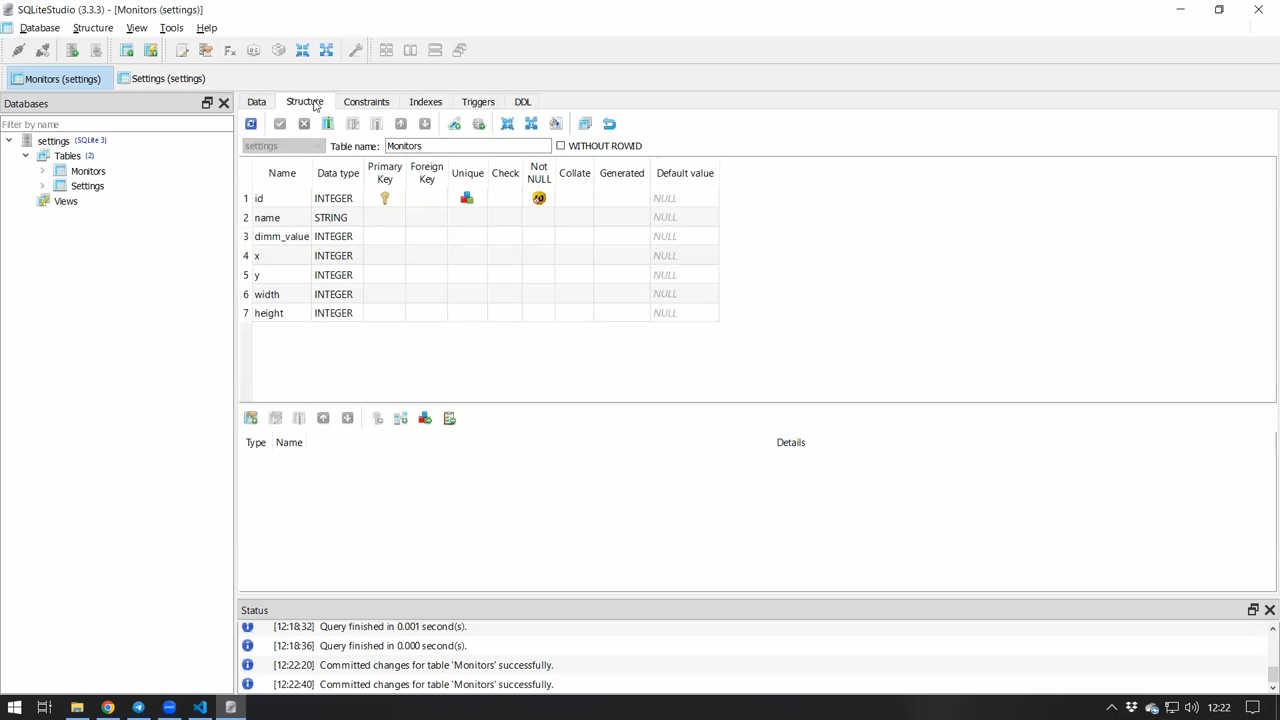 SQLiteStudio (3.3.3) - [Monitors (settings)]
Database Structure View Tools Help
Monitors (settings) Settings (settings)
Databases
Filter by name
settings (SQLite 3)
Tables (2)
Monitors
Settings
Views
Data Structure Constraints Indexes Triggers DDL
settings Table name: Monitors WITHOUT ROWID
Name Data type Primary Key Foreign Key Unique Check Not NULL Collate Generated Default value
1 id INTEGER NULL
2 name STRING NULL
3 dimm_value INTEGER NULL
4 x INTEGER NULL
5 y INTEGER NULL
6 width INTEGER NULL
7 height INTEGER NULL
Type Name Details
Status
[12:18:32] Query finished in 0.001 second(s).
[12:18:36] Query finished in 0.000 second(s).
[12:22:20] Committed changes for table 'Monitors' successfully.
[12:22:40] Committed changes for table 'Monitors' successfully.
12:22